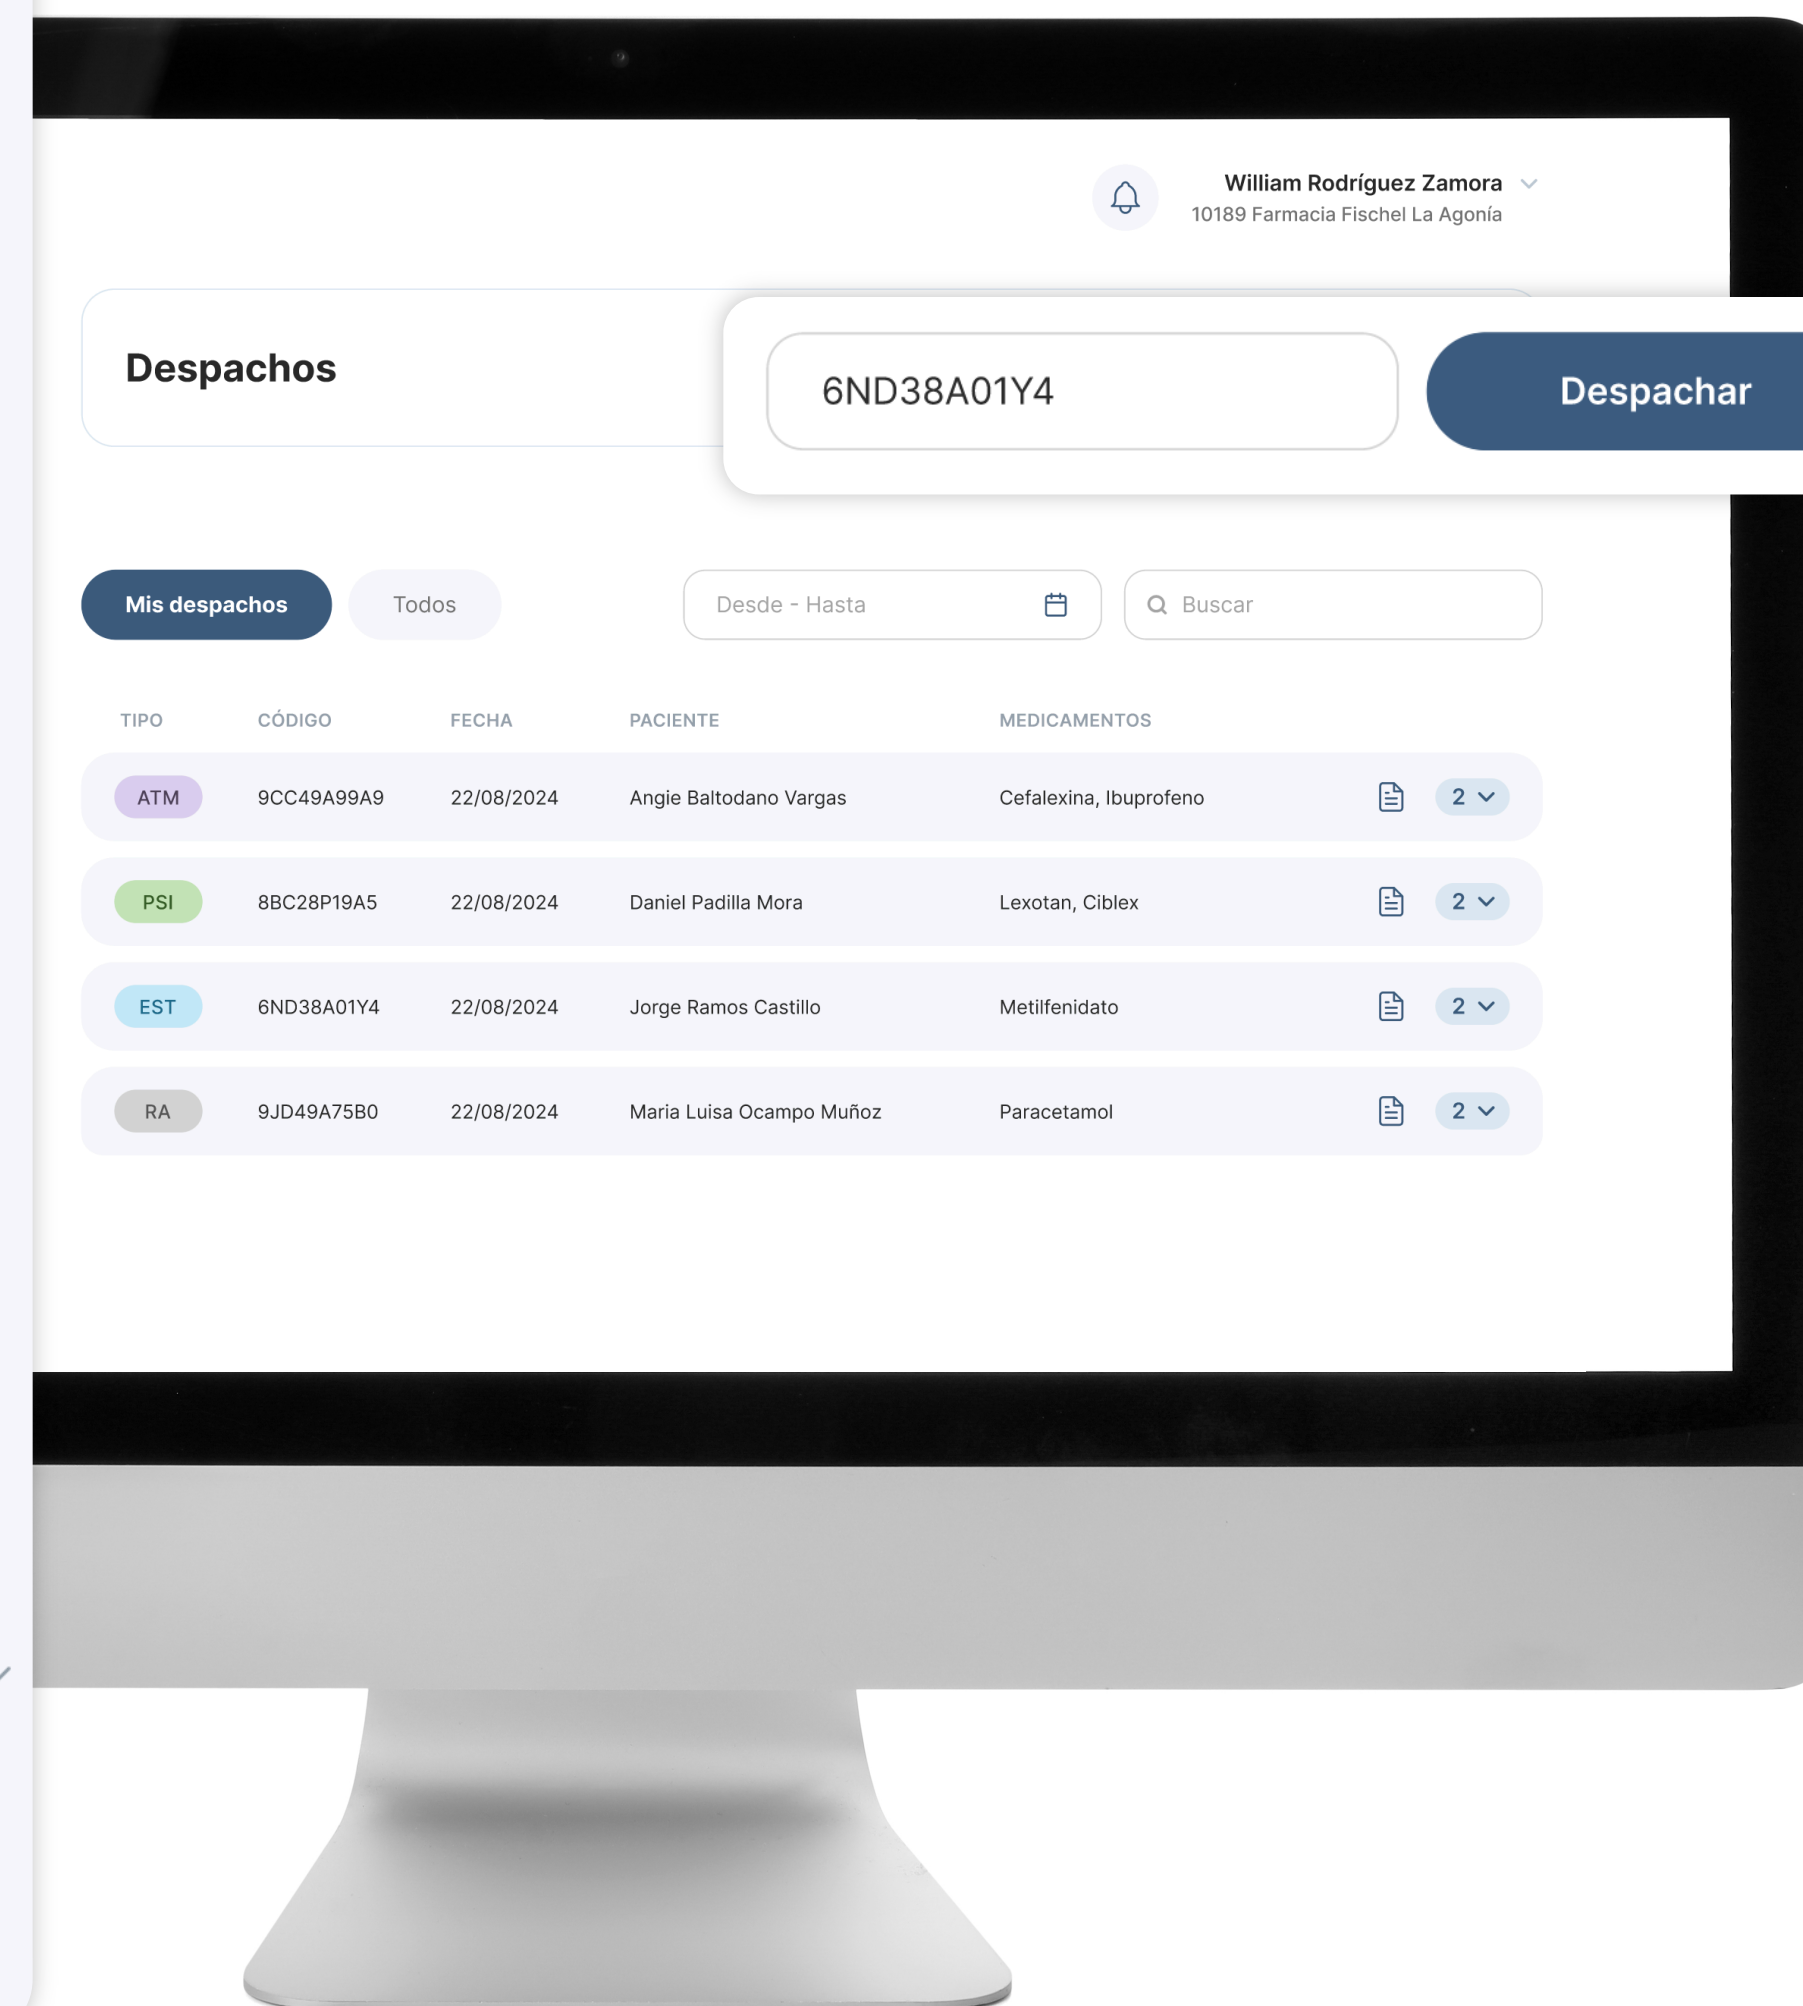 William Rodríguez Zamora
10189 Farmacia Fischel La Agonía
Despachos
6ND38A01Y4
Despachar
Mis despachos
Todos
Desde - Hasta
Buscar
TIPO CÓDIGO FECHA PACIENTE MEDICAMENTOS
ATM 9CC49A99A9 22/08/2024 Angie Baltodano Vargas Cefalexina, Ibuprofeno 2
PSI 8BC28P19A5 22/08/2024 Daniel Padilla Mora Lexotan, Ciblex 2
EST 6ND38A01Y4 22/08/2024 Jorge Ramos Castillo Metilfenidato 2
RA 9JD49A75B0 22/08/2024 Maria Luisa Ocampo Muñoz Paracetamol 2